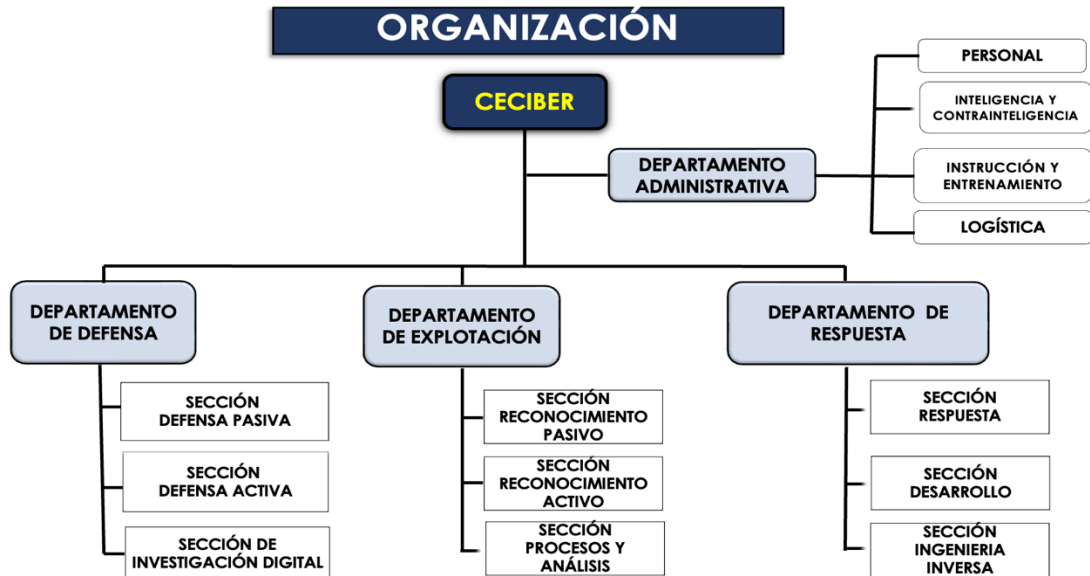 ORGANIZACIÓN
CECIBER
DEPARTAMENTO
ADMINISTRATIVA
PERSONAL
INTELIGENCIA Y
CONTRAINTELIGENCIA
INSTRUCCIÓN Y
ENTRENAMIENTO
LOGÍSTICA
DEPARTAMENTO
DE DEFENSA
SECCIÓN
DEFENSA PASIVA
SECCIÓN
DEFENSA ACTIVA
SECCIÓN DE
INVESTIGACIÓN DIGITAL
DEPARTAMENTO
DE EXPLOTACIÓN
SECCIÓN
RECONOCIMIENTO
PASIVO
SECCIÓN
RECONOCIMIENTO
ACTIVO
SECCIÓN
PROCESOS Y
ANÁLISIS
DEPARTAMENTO DE
RESPUESTA
SECCIÓN
RESPUESTA
SECCIÓN
DESARROLLO
SECCIÓN
INGENIERIA
INVERSA